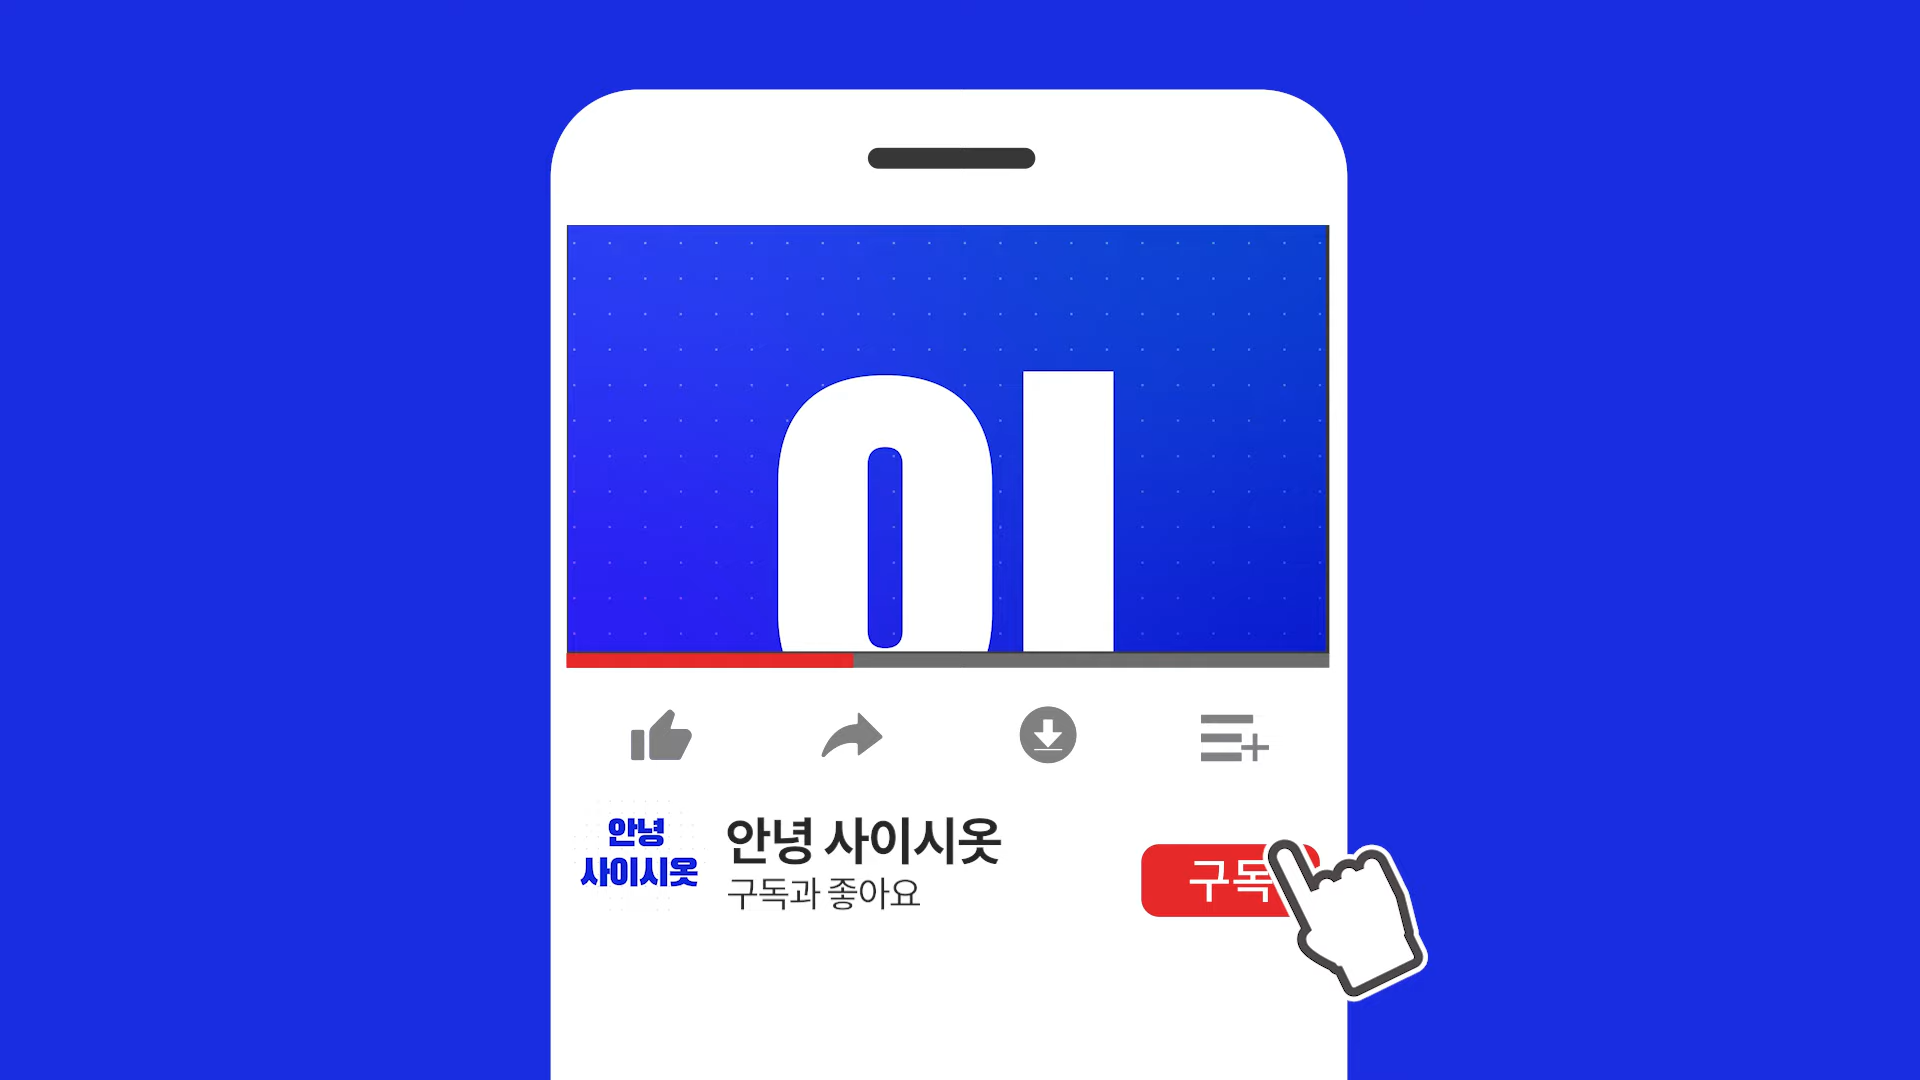 이
안녕
사이시옷
안녕 사이시옷
구독과 좋아요
구독